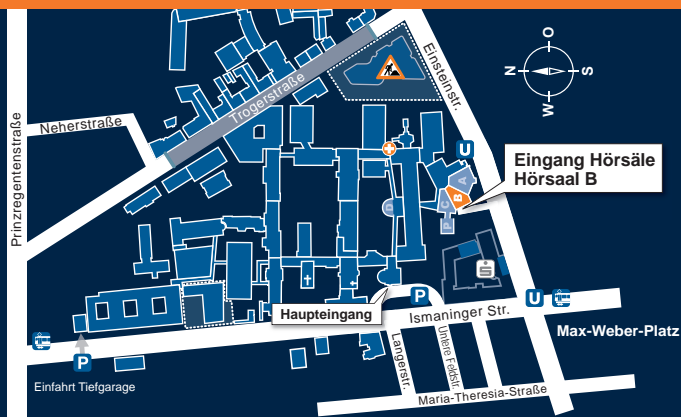 O
N
S
W
Einsteinstr.
Trogerstraße
Neherstraße
Prinzregentenstraße
U
Eingang Hörsäle
Hörsaal B
A
B
C
D
P
Haupteingang
P
Ismaninger Str.
U
Max-Weber-Platz
P
Einfahrt Tiefgarage
Langerstr.
Untere Feldstr.
Maria-Theresia-Straße